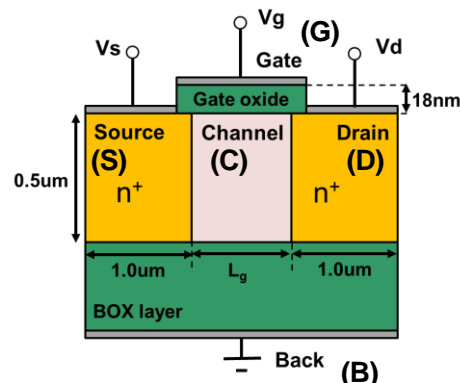 Vg
(G)
Vs
Vd
Gate
Gate oxide
18nm
Source
Channel
Drain
(S)
(C)
(D)
0.5um
n+
n+
1.0um
Lg
1.0um
BOX layer
Back
(B)